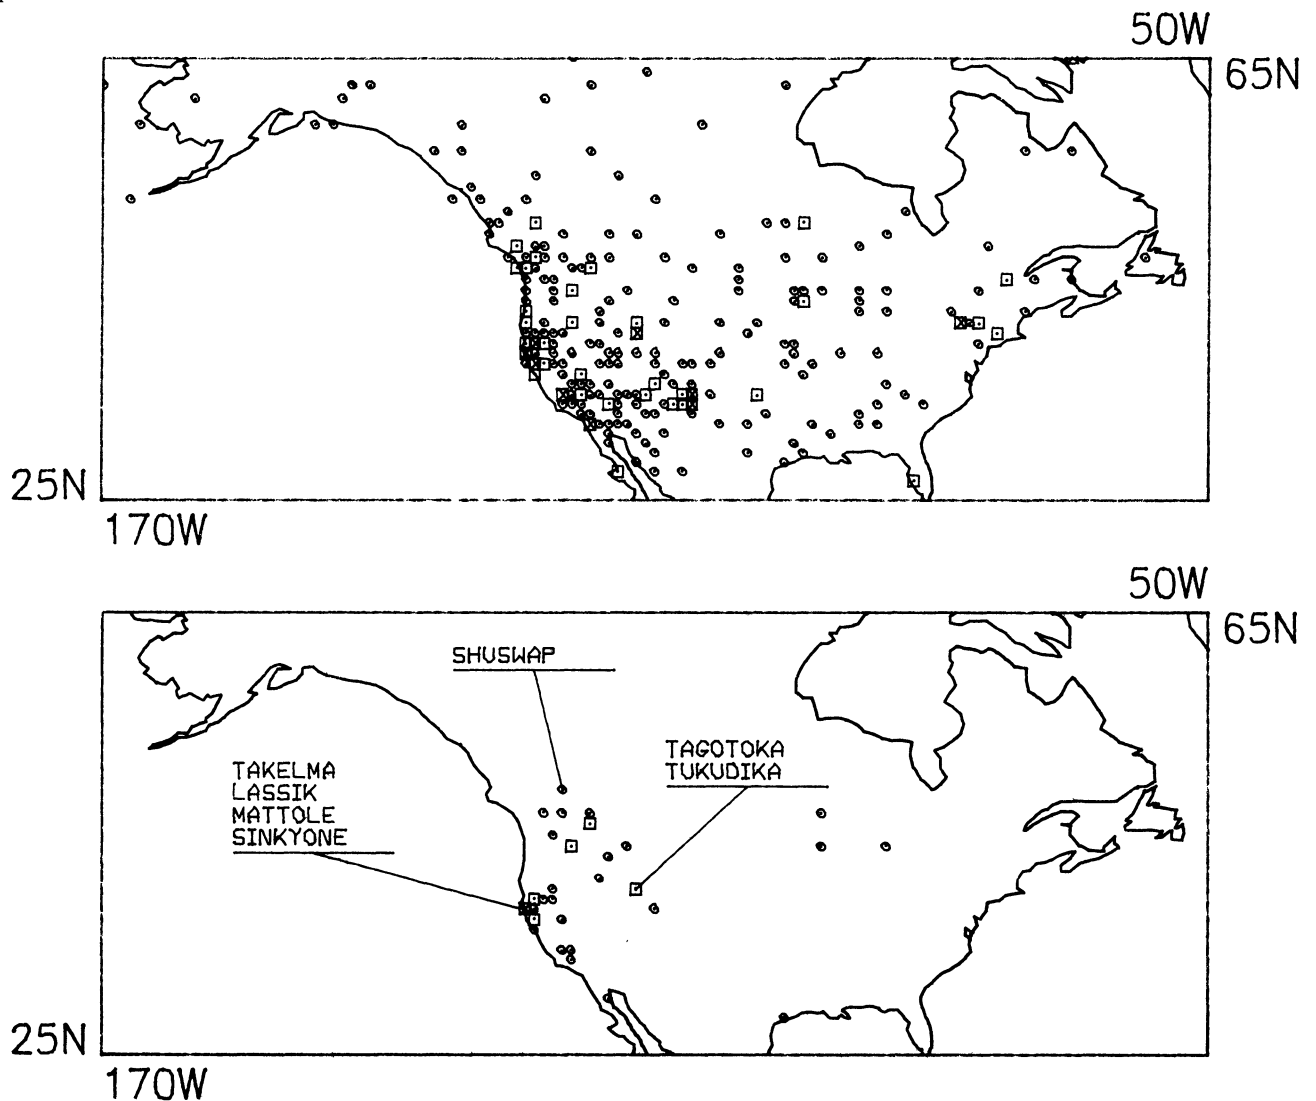 50W
65N
25N
170W
50W
65N
SHUSWAP
TAGOTOKA
TUKUDIKA
TAKELMA
LASSIK
MATTOLE
SINKYONE
25N
170W